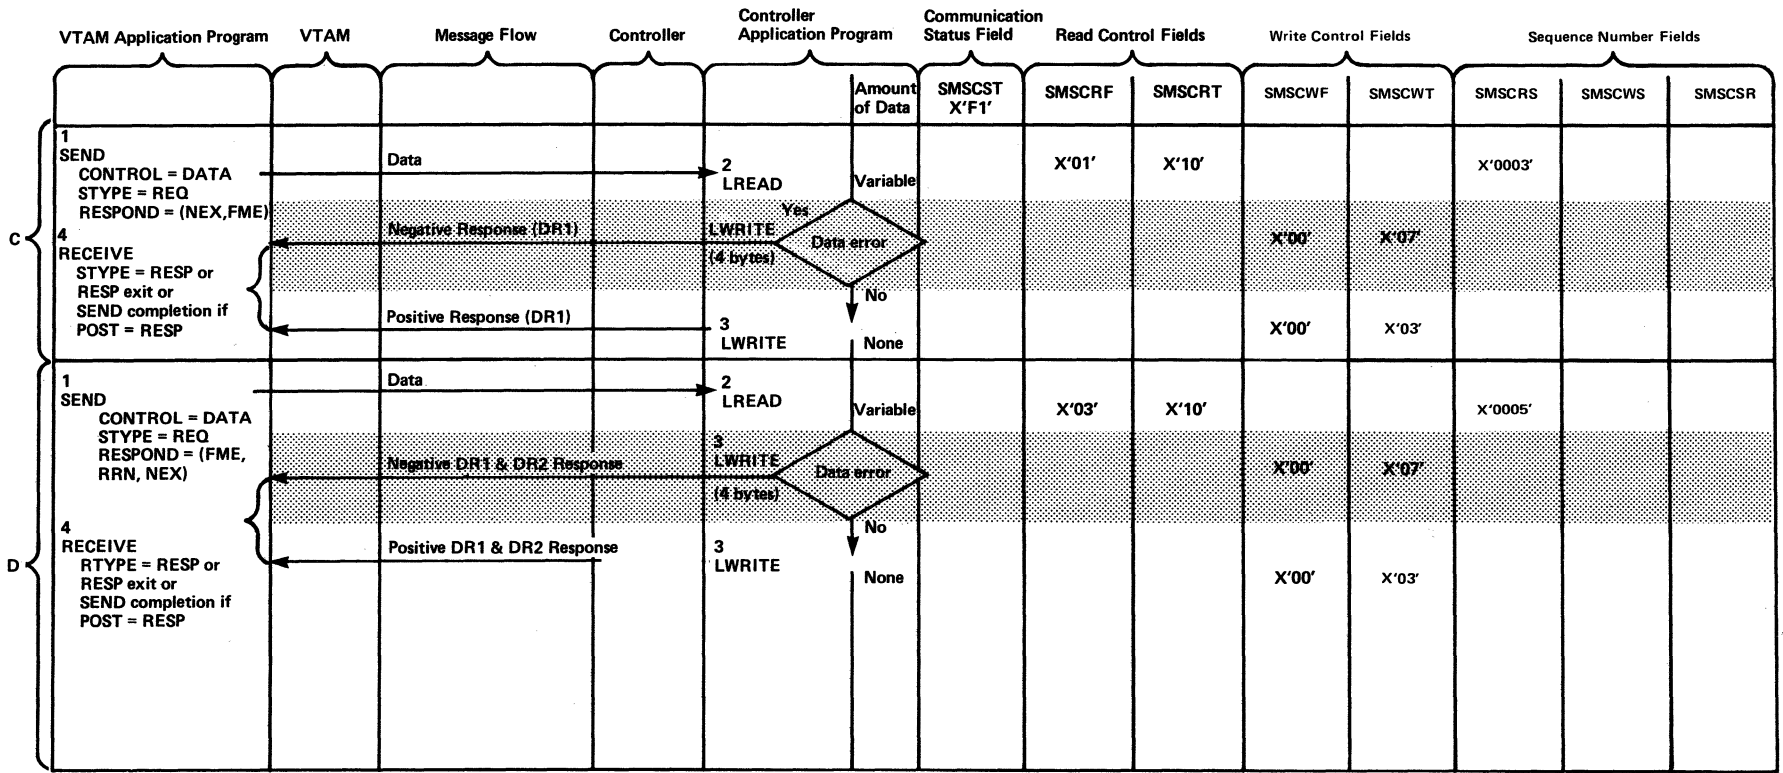 VTAM Application Program
VTAM
Message Flow
Controller
Controller
Application Program
Communication
Status Field
Read Control Fields
Write Control Fields
Sequence Number Fields
Amount
of Data
SMSCST
X'F1'
SMSCRF
SMSCRT
SMSCWF
SMSCWT
SMSCRS
SMSCWS
SMSCSR
C
1
SEND
CONTROL = DATA
STYPE = REQ
RESPOND = (NEX,FME)
Data
2
LREAD
Variable
X'01'
X'10'
X'0003'
4
RECEIVE
STYPE = RESP or
RESP exit or
SEND completion if
POST = RESP
Negative Response (DR1)
LWRITE
(4 bytes)
Yes
Data error
X'00'
X'07'
No
Positive Response (DR1)
3
LWRITE
None
X'00'
X'03'
D
1
SEND
CONTROL = DATA
STYPE = REQ
RESPOND = (FME,
RRN, NEX)
Data
2
LREAD
Variable
X'03'
X'10'
X'0005'
Negative DR1 & DR2 Response
3
LWRITE
(4 bytes)
Data error
X'00'
X'07'
No
4
RECEIVE
RTYPE = RESP or
RESP exit or
SEND completion if
POST = RESP
Positive DR1 & DR2 Response
3
LWRITE
None
X'00'
X'03'